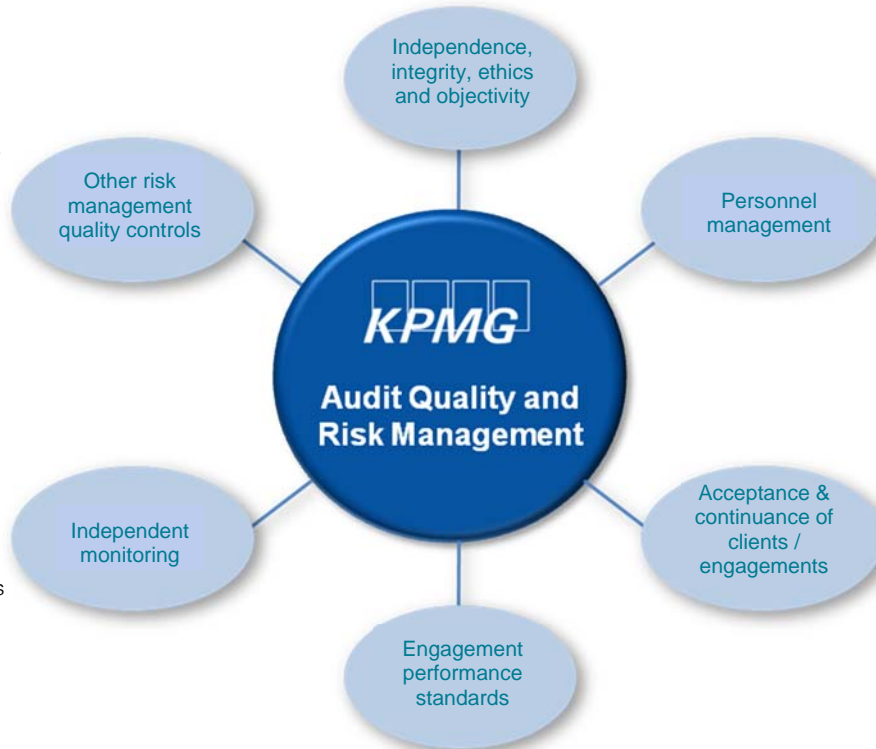 Independence,
integrity, ethics
and objectivity
Other risk
management
quality controls
Personnel
management
KPMG
Audit Quality and
Risk Management
Independent
monitoring
Acceptance &
continuance of
clients /
engagements
s
Engagement
performance
standards